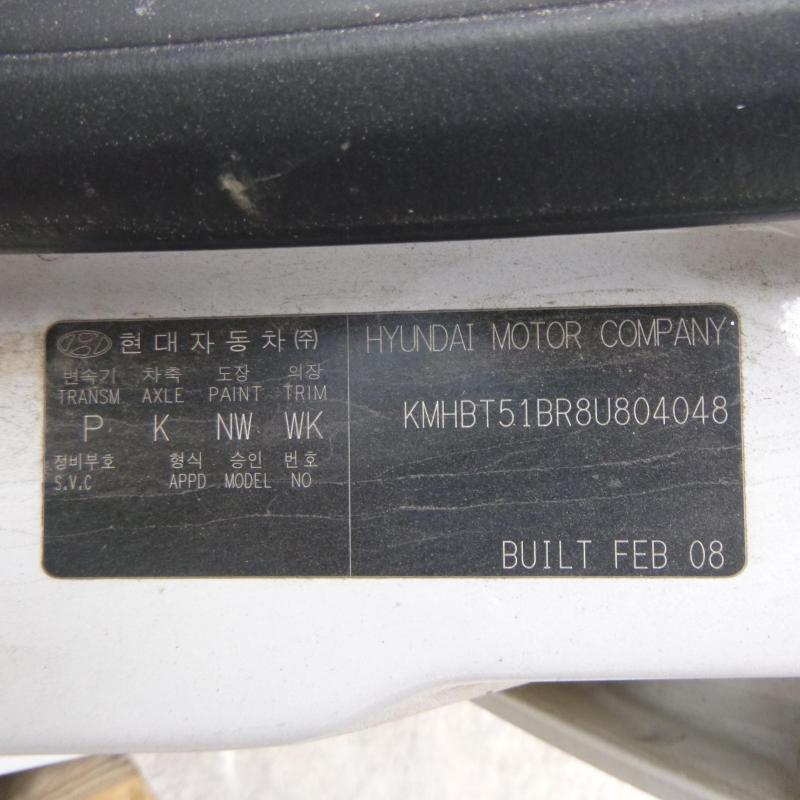 현대자동차㈜
변속기 차축 도장 의장
TRANSM AXLE PAINT TRIM
P K NW WK
정비부호 형식 승인 번호
S.V.C APPD MODEL NO
HYUNDAI MOTOR COMPANY
KMHBT51BR8U804048
BUILT FEB 08